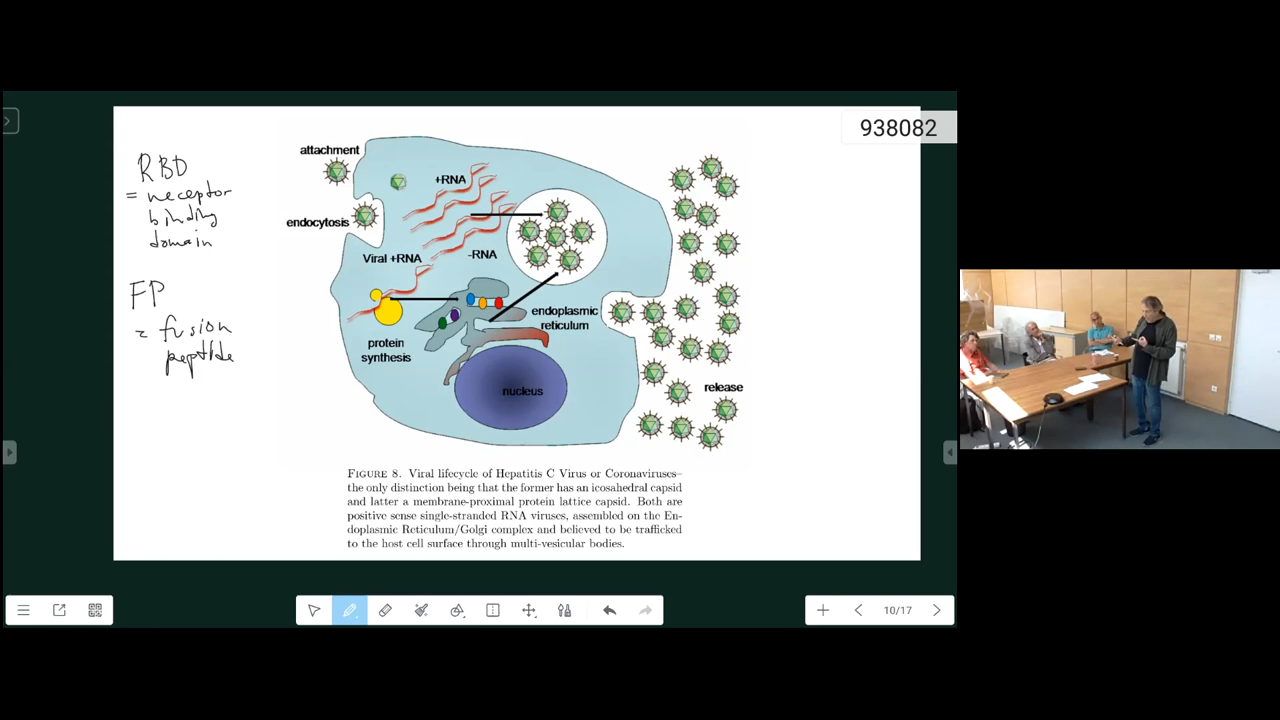 938082
RBD
= receptor
binding
domain
FP
= fusion
peptide
attachment
+RNA
endocytosis
Viral +RNA
-RNA
endoplasmic
reticulum
protein
synthesis
nucleus
release
FIGURE 8. Viral lifecycle of Hepatitis C Virus or Coronaviruses–
the only distinction being that the former has an icosahedral capsid
and latter a membrane-proximal protein lattice capsid. Both are
positive sense single-stranded RNA viruses, assembled on the En-
doplasmic Reticulum/Golgi complex and believed to be trafficked
to the host cell surface through multi-vesicular bodies.
10/17